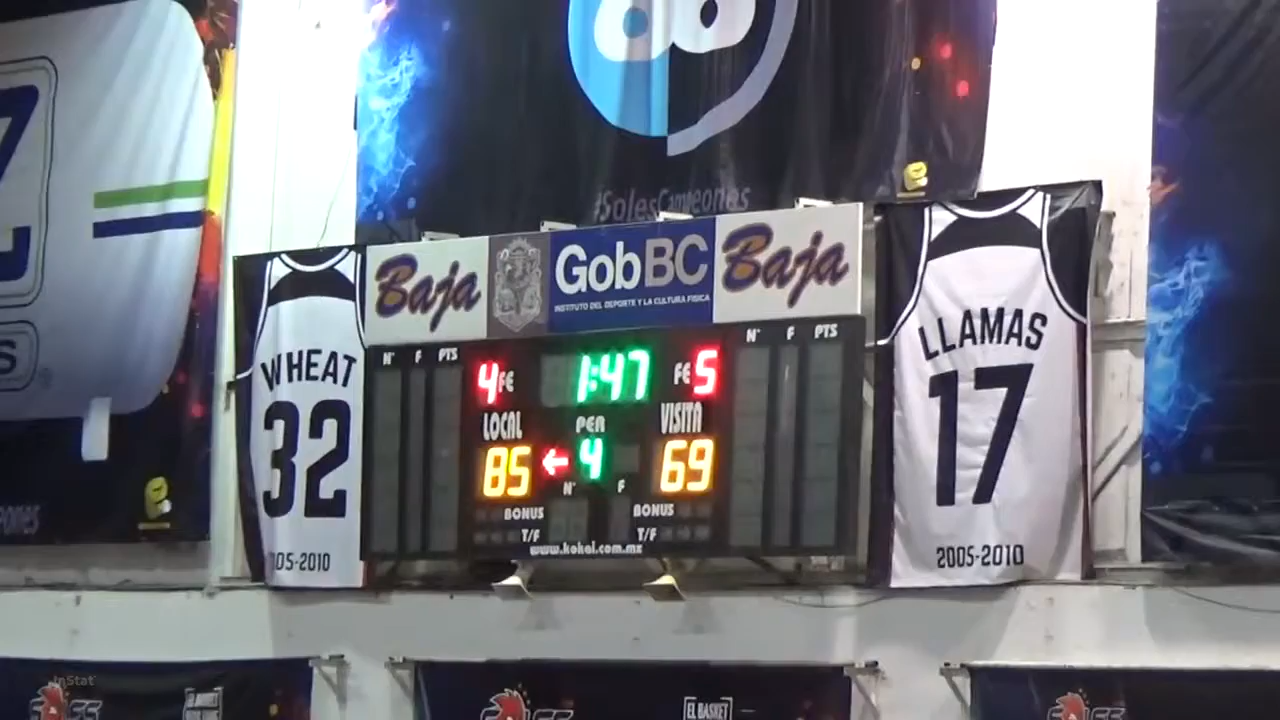 #SolesCampeones
Baja
GobBC
INSTITUTO DEL DEPORTE Y LA CULTURA FISICA
Baja
WHEAT
32
2005-2010
LLAMAS
17
2005-2010
N° F PTS
N° F PTS
4 FE 1:47 FE 5
LOCAL PER VISITA
85 ← 4 69
N° F
BONUS BONUS
T/F T/F
www.kokai.com.mx
InStat
EL BASKET